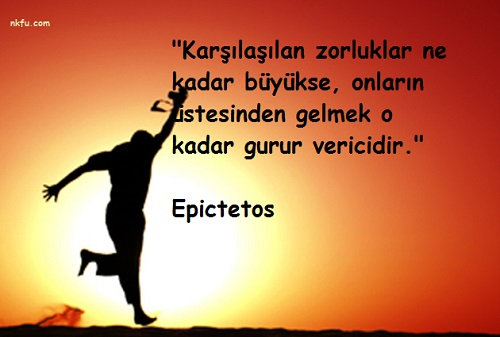 nkfu.com
"Karşılaşılan zorluklar ne
kadar büyükse, onların
üstesinden gelmek o
kadar gurur vericidir."
Epictetos